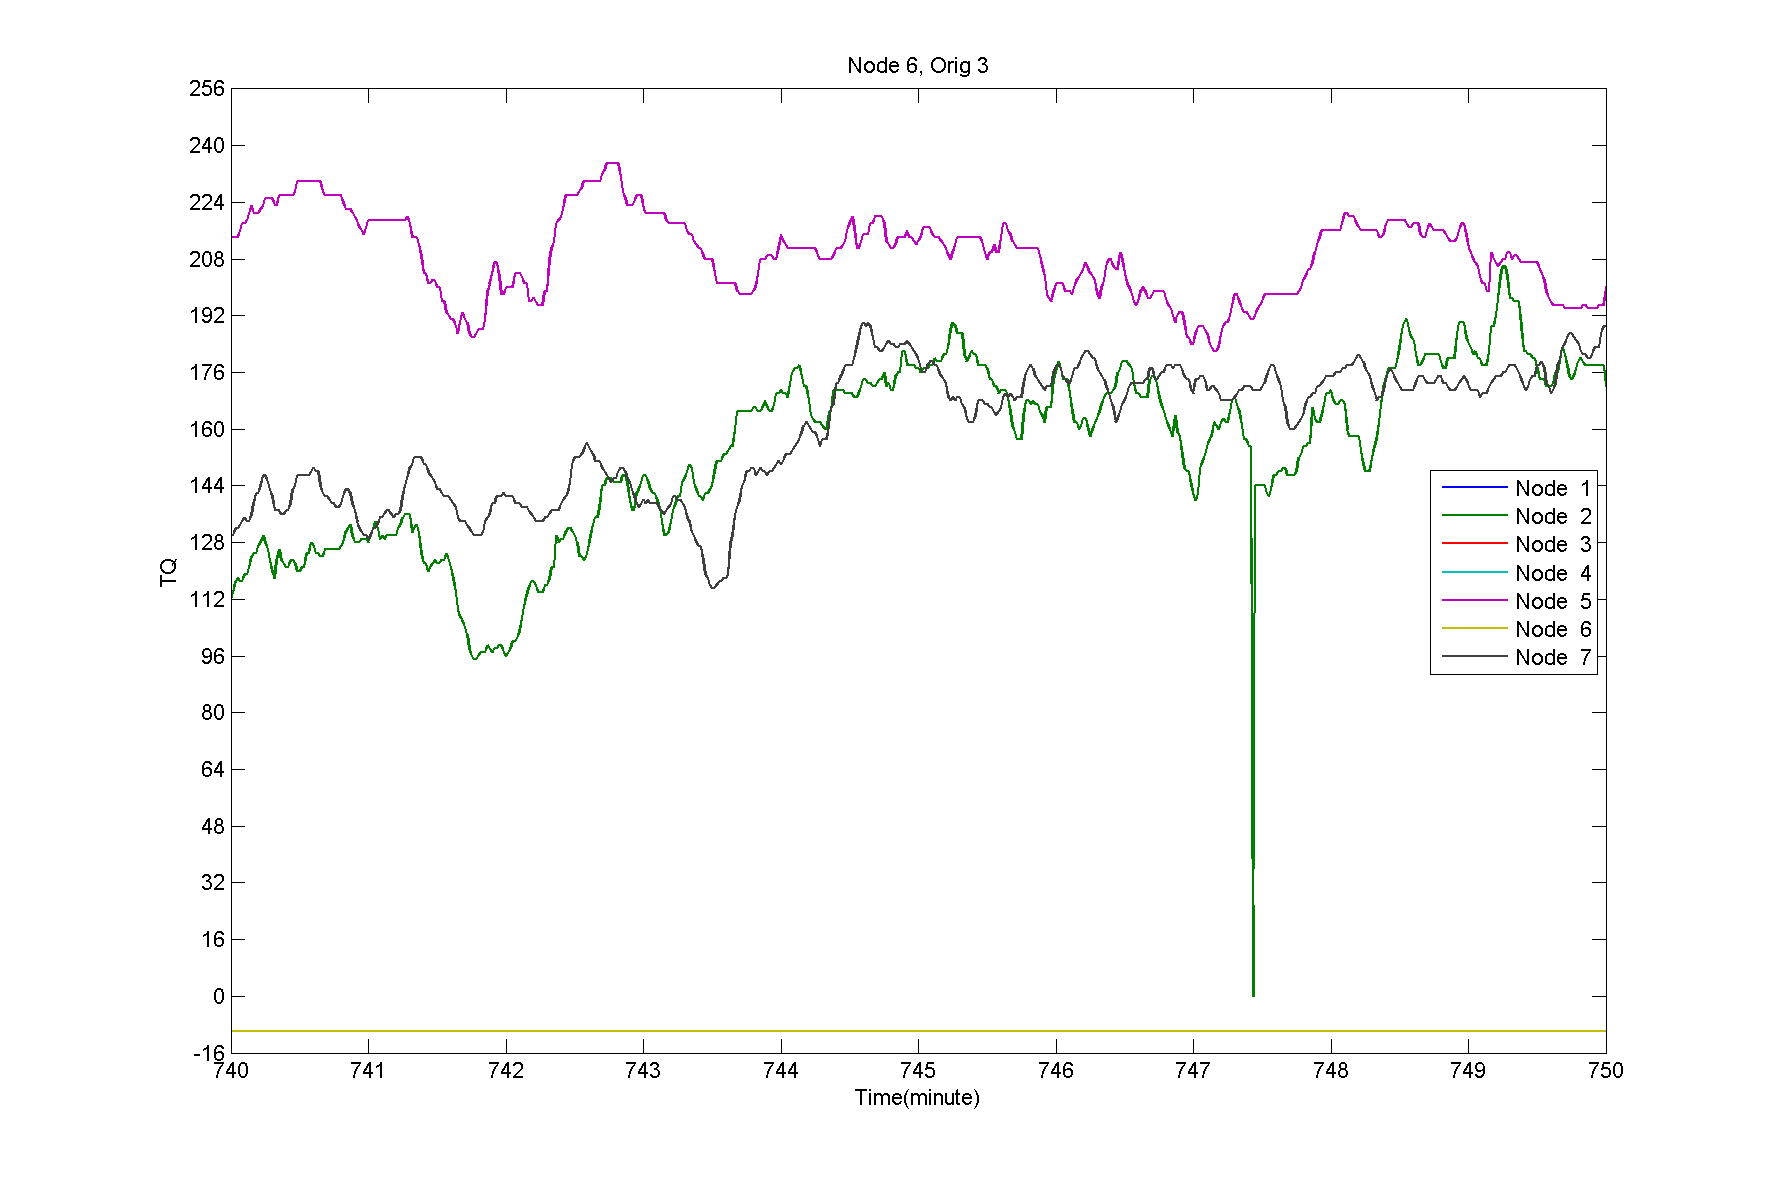 Node 6, Orig 3
256
240
224
208
192
176
160
144
128
112
96
80
64
48
32
16
0
-16
TQ
740 741 742 743 744 745 746 747 748 749 750
Time(minute)
Node 1
Node 2
Node 3
Node 4
Node 5
Node 6
Node 7